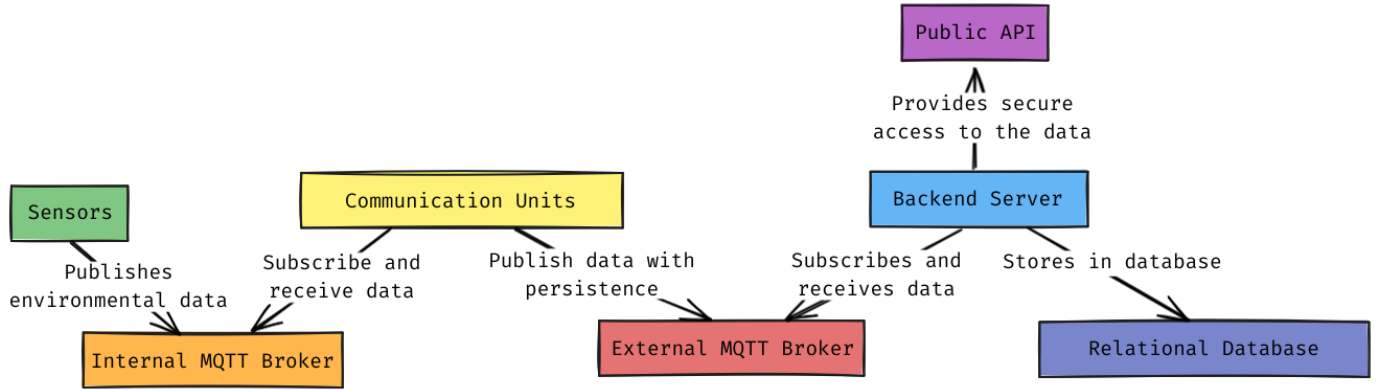 Public API
Provides secure
access to the data
Sensors
Communication Units
Backend Server
Publishes
environmental data
Subscribe and
receive data
Publish data with
persistence
Subscribes and
receives data
Stores in database
Internal MQTT Broker
External MQTT Broker
Relational Database